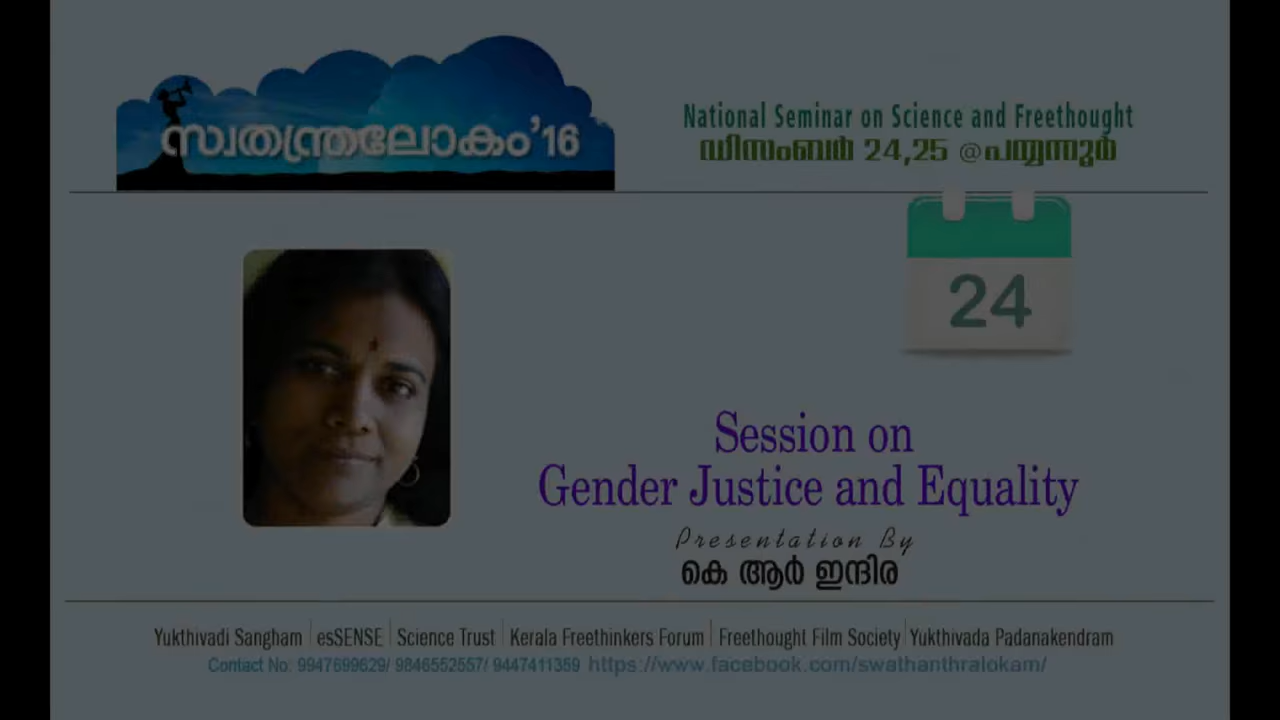 സ്വതന്ത്രലോകം'16
National Seminar on Science and Freethought
ഡിസംബർ 24,25 @പയ്യന്നൂർ
24
Session on
Gender Justice and Equality
Presentation By
കെ ആർ ഇന്ദിര
Yukthivadi Sangham | esSENSE | Science Trust | Kerala Freethinkers Forum | Freethought Film Society | Yukthivada Padanakendram
Contact No: 9947699629/ 9846552557/ 9447411359 https://www.facebook.com/swathanthralokam/